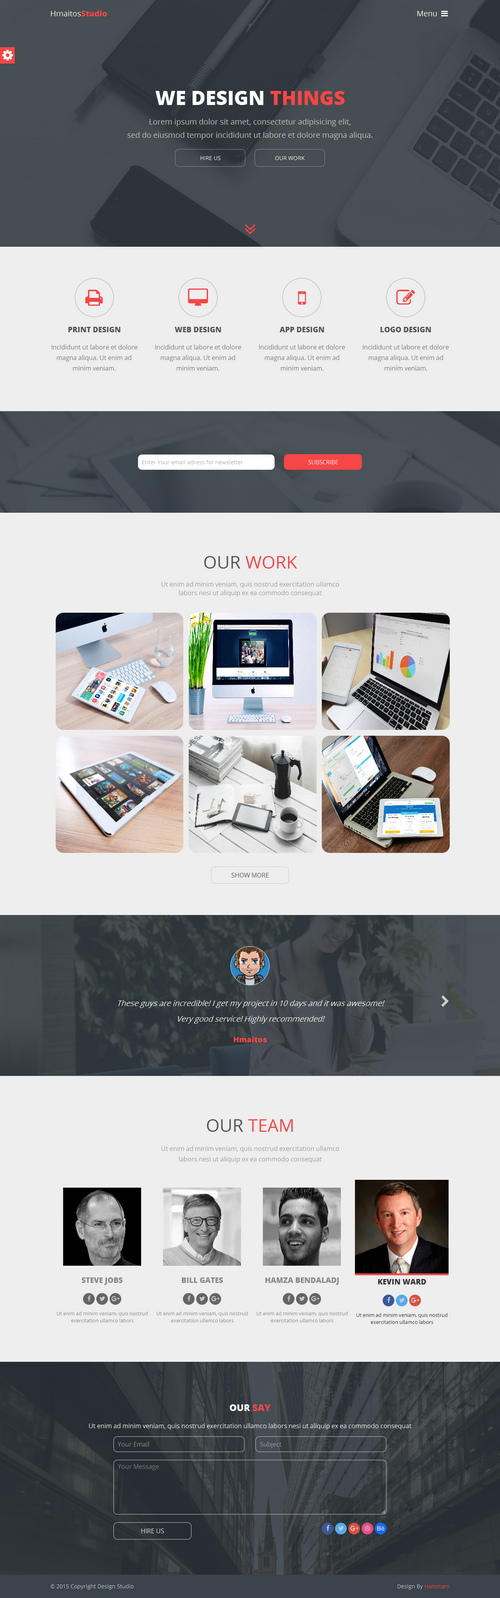 HmaitosStudio
Menu
WE DESIGN THINGS
Lorem ipsum dolor sit amet, consectetur adipisicing elit,
sed do eiusmod tempor incididunt ut labore et dolore magna aliqua.
HIRE US
OUR WORK
PRINT DESIGN
WEB DESIGN
APP DESIGN
LOGO DESIGN
Incididunt ut labore et dolore
magna aliqua. Ut enim ad
minim veniam.
Incididunt ut labore et dolore
magna aliqua. Ut enim ad
minim veniam.
Incididunt ut labore et dolore
magna aliqua. Ut enim ad
minim veniam.
Incididunt ut labore et dolore
magna aliqua. Ut enim ad
minim veniam.
Enter Your email adress for newsletter
SUBSCRIBE
OUR WORK
Ut enim ad minim veniam, quis nostrud exercitation ullamco
labors nesi ut aliquip ex ea commodo consequat
SHOW MORE
These guys are incredible! I get my project in 10 days and it was awesome!
Very good service! Highly recommended!
Hmaitos
OUR TEAM
Ut enim ad minim veniam, quis nostrud exercitation ullamco
labors nesi ut aliquip ex ea commodo consequat
STEVE JOBS
Ut enim ad minim veniam, quis nostrud
exercitation ullamco labors
BILL GATES
Ut enim ad minim veniam, quis nostrud
exercitation ullamco labors
HAMZA BENDALADJ
Ut enim ad minim veniam, quis nostrud
exercitation ullamco labors
KEVIN WARD
Ut enim ad minim veniam, quis nostrud
exercitation ullamco labors
OUR SAY
Ut enim ad minim veniam, quis nostrud exercitation ullamco labors nesi ut aliquip ex ea commodo consequat
Your Email
Subject
Your Message
HIRE US
© 2015 Copyright Design Studio
Design By Hammani